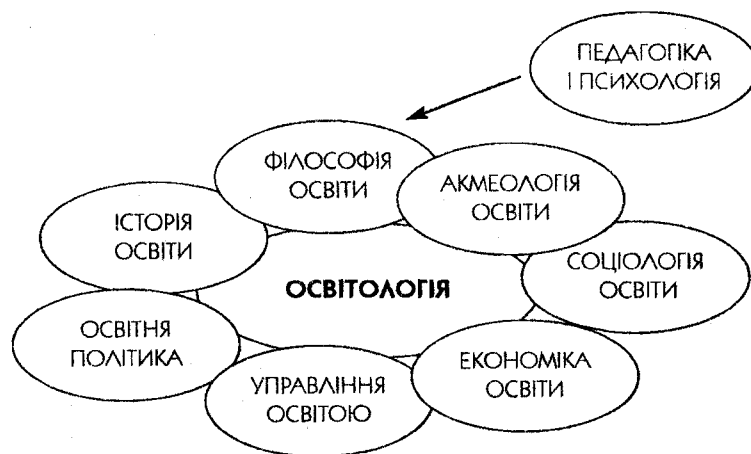 ПЕДАГОГІКА
І ПСИХОЛОГІЯ
ФІЛОСОФІЯ
ОСВІТИ
АКМЕОЛОГІЯ
ОСВІТИ
ІСТОРІЯ
ОСВІТИ
СОЦІОЛОГІЯ
ОСВІТИ
ОСВІТОЛОГІЯ
ОСВІТНЯ
ПОЛІТИКА
ЕКОНОМІКА
ОСВІТИ
УПРАВЛІННЯ
ОСВІТОЮ